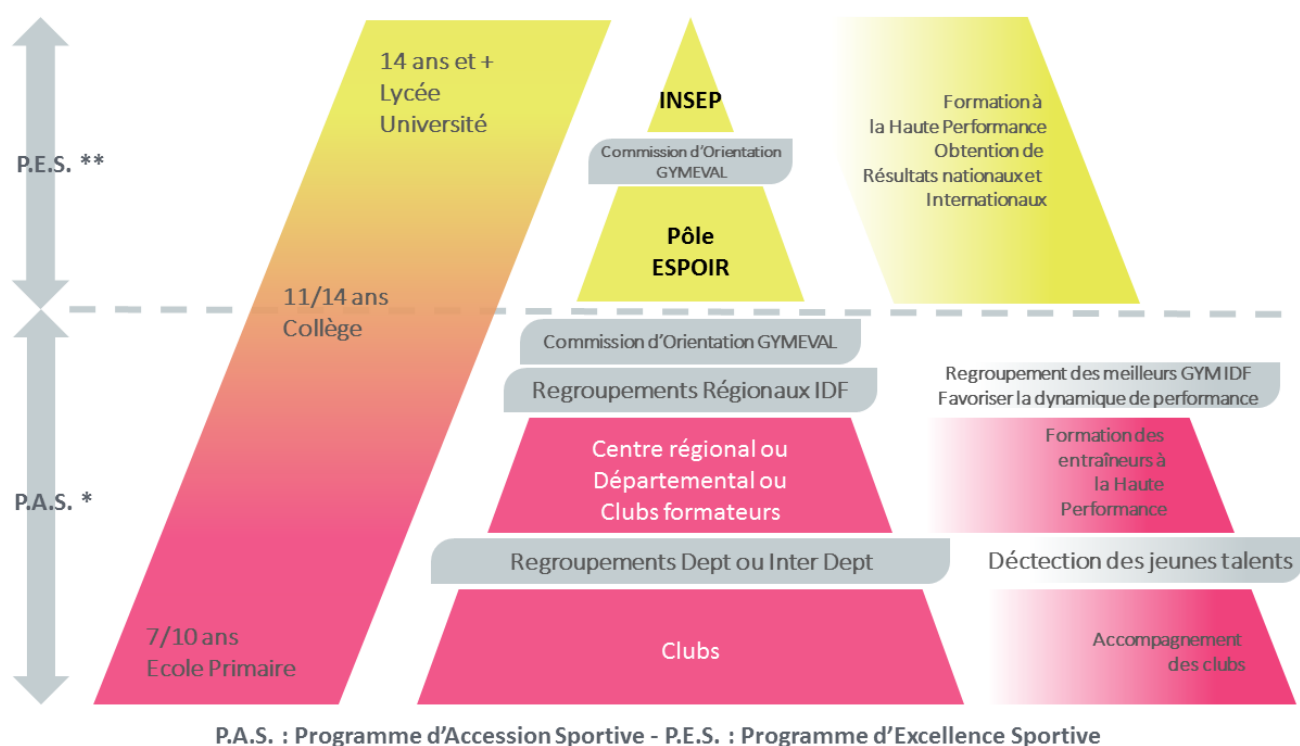 14 ans et +
Lycée
Université
INSEP
Commission d'Orientation
GYMEVAL
Formation à
la Haute Performance
Obtention de
Résultats nationaux et
Internationaux
P.E.S. **
Pôle
ESPOIR
11/14 ans
Collège
Commission d'Orientation GYMEVAL
Regroupements Régionaux IDF
Regroupement des meilleurs GYM IDF
Favoriser la dynamique de performance
P.A.S. *
Centre régional ou
Départemental ou
Clubs formateurs
Formation des
entraîneurs à
la Haute
Performance
Regroupements Dept ou Inter Dept
Déctection des jeunes talents
7/10 ans
Ecole Primaire
Clubs
Accompagnement
des clubs
P.A.S. : Programme d'Accession Sportive - P.E.S. : Programme d'Excellence Sportive